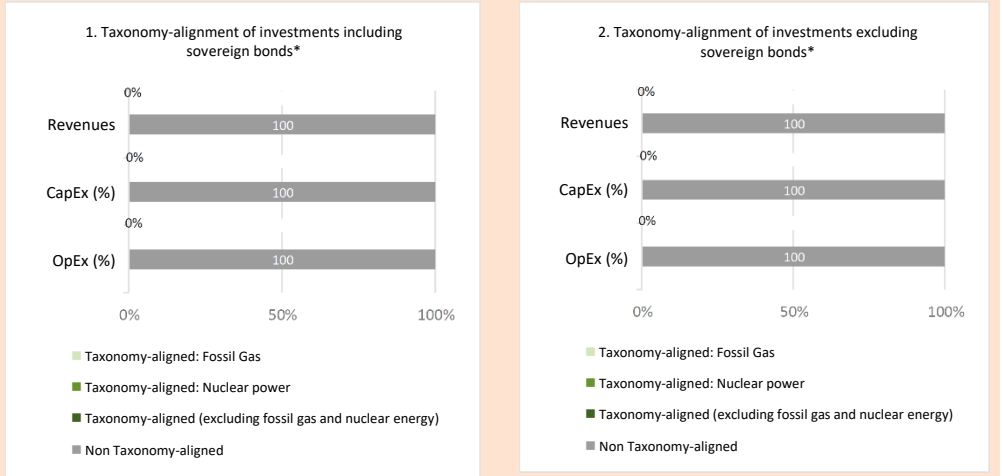 1. Taxonomy-alignment of investments including
sovereign bonds*
0%
Revenues
100
0%
CapEx (%)
100
0%
OpEx (%)
100
0%
50%
100%
Taxonomy-aligned: Fossil Gas
Taxonomy-aligned: Nuclear power
Taxonomy-aligned (excluding fossil gas and nuclear energy)
Non Taxonomy-aligned
2. Taxonomy-alignment of investments excluding
sovereign bonds*
0%
Revenues
100
0%
CapEx (%)
100
0%
OpEx (%)
100
0%
50%
100%
Taxonomy-aligned: Fossil Gas
Taxonomy-aligned: Nuclear power
Taxonomy-aligned (excluding fossil gas and nuclear energy)
Non Taxonomy-aligned